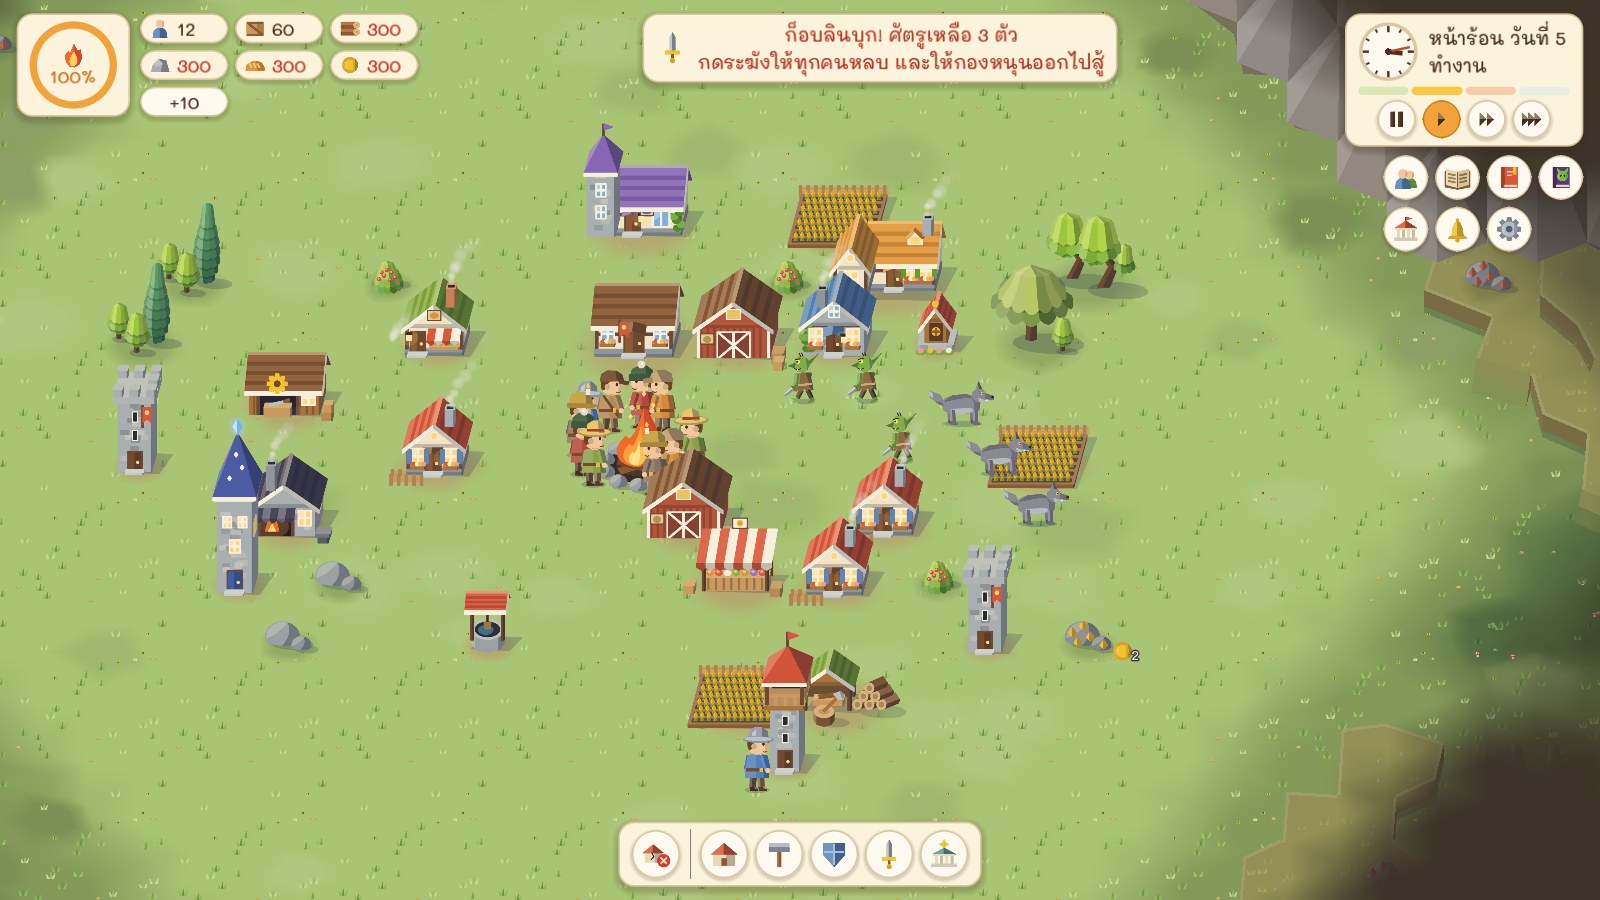 100%
12
60
300
300
300
300
+10
ก็อบลินบุก! ศัตรูเหลือ 3 ตัว
กดระฆังให้ทุกคนหลบ และให้กองหนุนออกไปสู้
หน้าร้อน วันที่ 5
ทำงาน
2